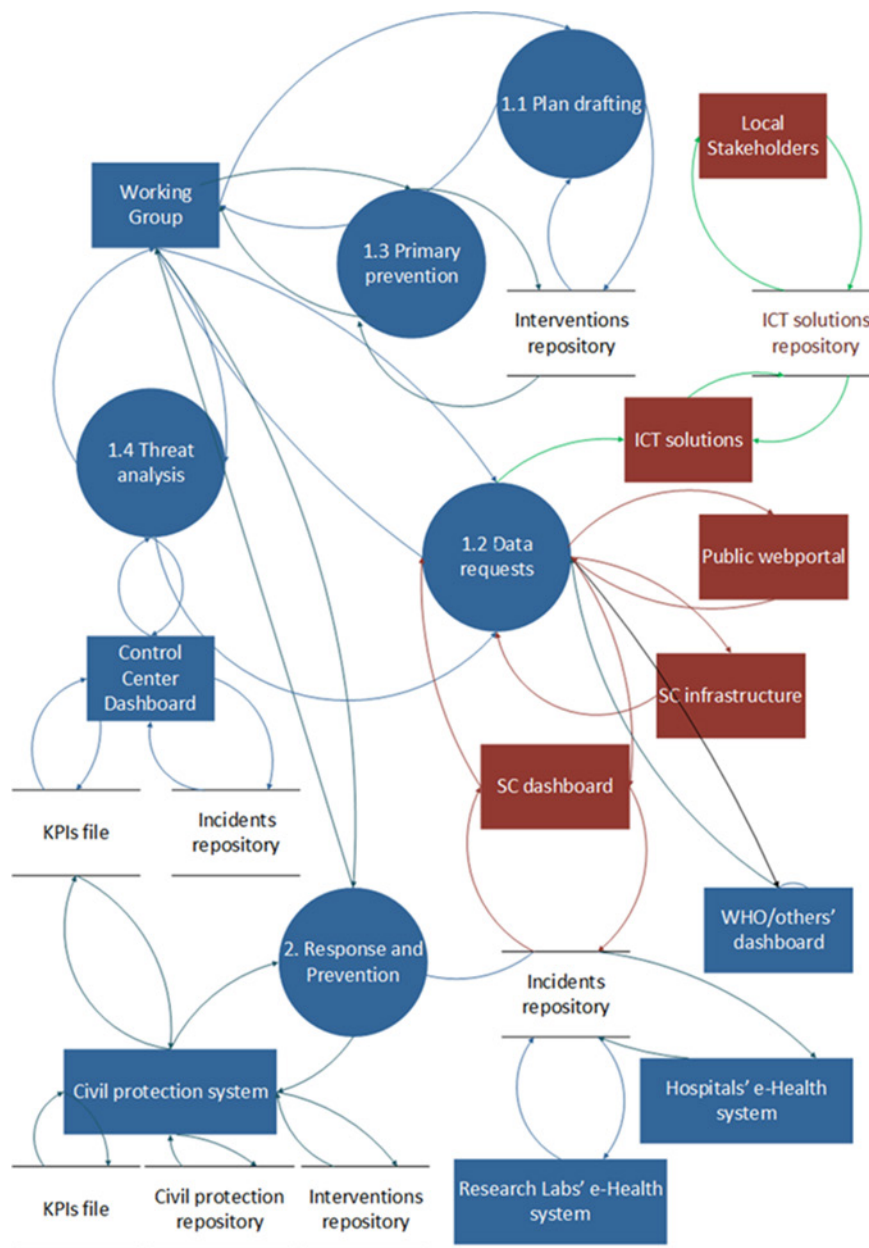 1.1 Plan drafting
Local
Stakeholders
Working
Group
1.3 Primary
prevention
Interventions
repository
ICT solutions
repository
1.4 Threat
analysis
ICT solutions
1.2 Data
requests
Public webportal
Control
Center
Dashboard
SC infrastructure
SC dashboard
KPIs file
Incidents
repository
WHO/others’
dashboard
2. Response and
Prevention
Incidents
repository
Civil protection system
Hospitals’ e-Health
system
KPIs file
Civil protection
repository
Interventions
repository
Research Labs’ e-Health
system